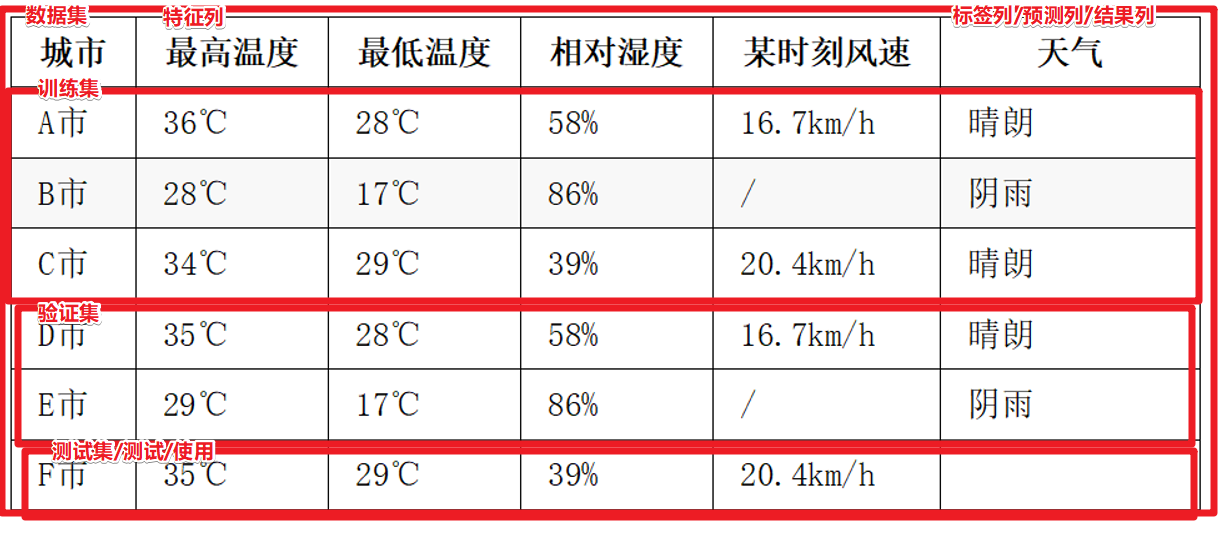 数据集 特征列 标签列/预测列/结果列
城市 最高温度 最低温度 相对湿度 某时刻风速 天气
训练集
A市 36℃ 28℃ 58% 16.7km/h 晴朗
B市 28℃ 17℃ 86% / 阴雨
C市 34℃ 29℃ 39% 20.4km/h 晴朗
验证集
D市 35℃ 28℃ 58% 16.7km/h 晴朗
E市 29℃ 17℃ 86% / 阴雨
测试集/测试/使用
F市 35℃ 29℃ 39% 20.4km/h